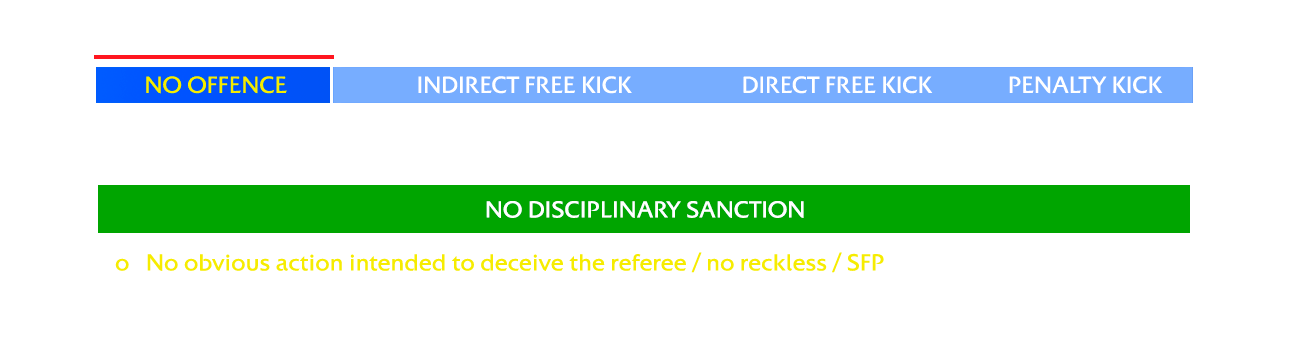 NO OFFENCE INDIRECT FREE KICK DIRECT FREE KICK PENALTY KICK
NO DISCIPLINARY SANCTION
o No obvious action intended to deceive the referee / no reckless / SFP